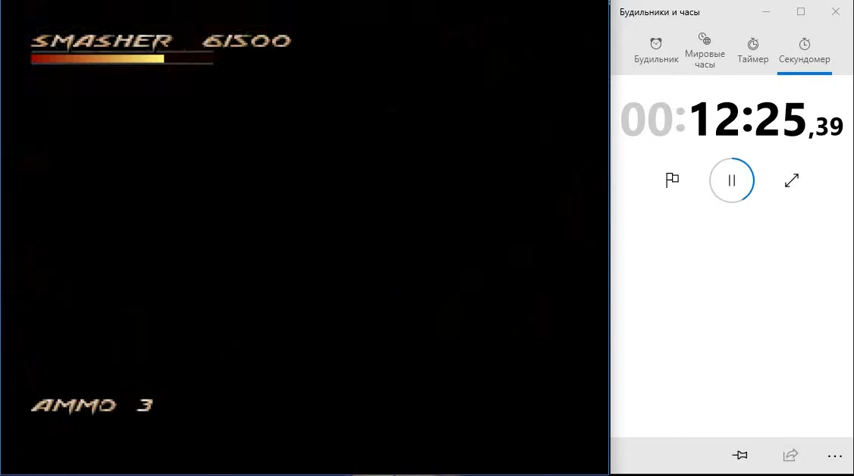 SMASHER 61500
AMMO 3
Будильники и часы
Будильник
Мировые часы
Таймер
Секундомер
00:12:25,39